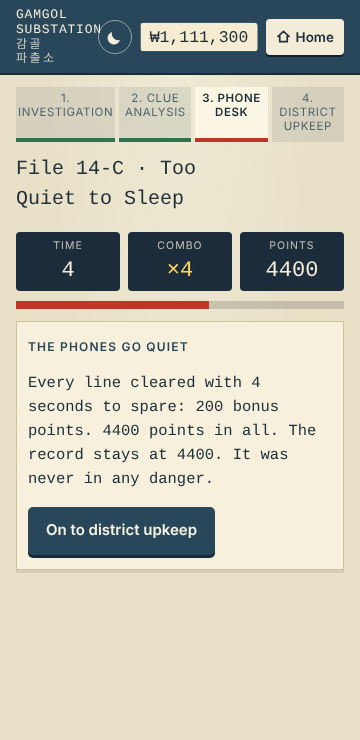 GAMGOL
SUBSTATION
감골
파출소
₩1,111,300
Home
1.
INVESTIGATION
2. CLUE
ANALYSIS
3. PHONE
DESK
4.
DISTRICT
UPKEEP
File 14-C · Too
Quiet to Sleep
TIME
4
COMBO
×4
POINTS
4400
THE PHONES GO QUIET
Every line cleared with 4
seconds to spare: 200 bonus
points. 4400 points in all. The
record stays at 4400. It was
never in any danger.
On to district upkeep